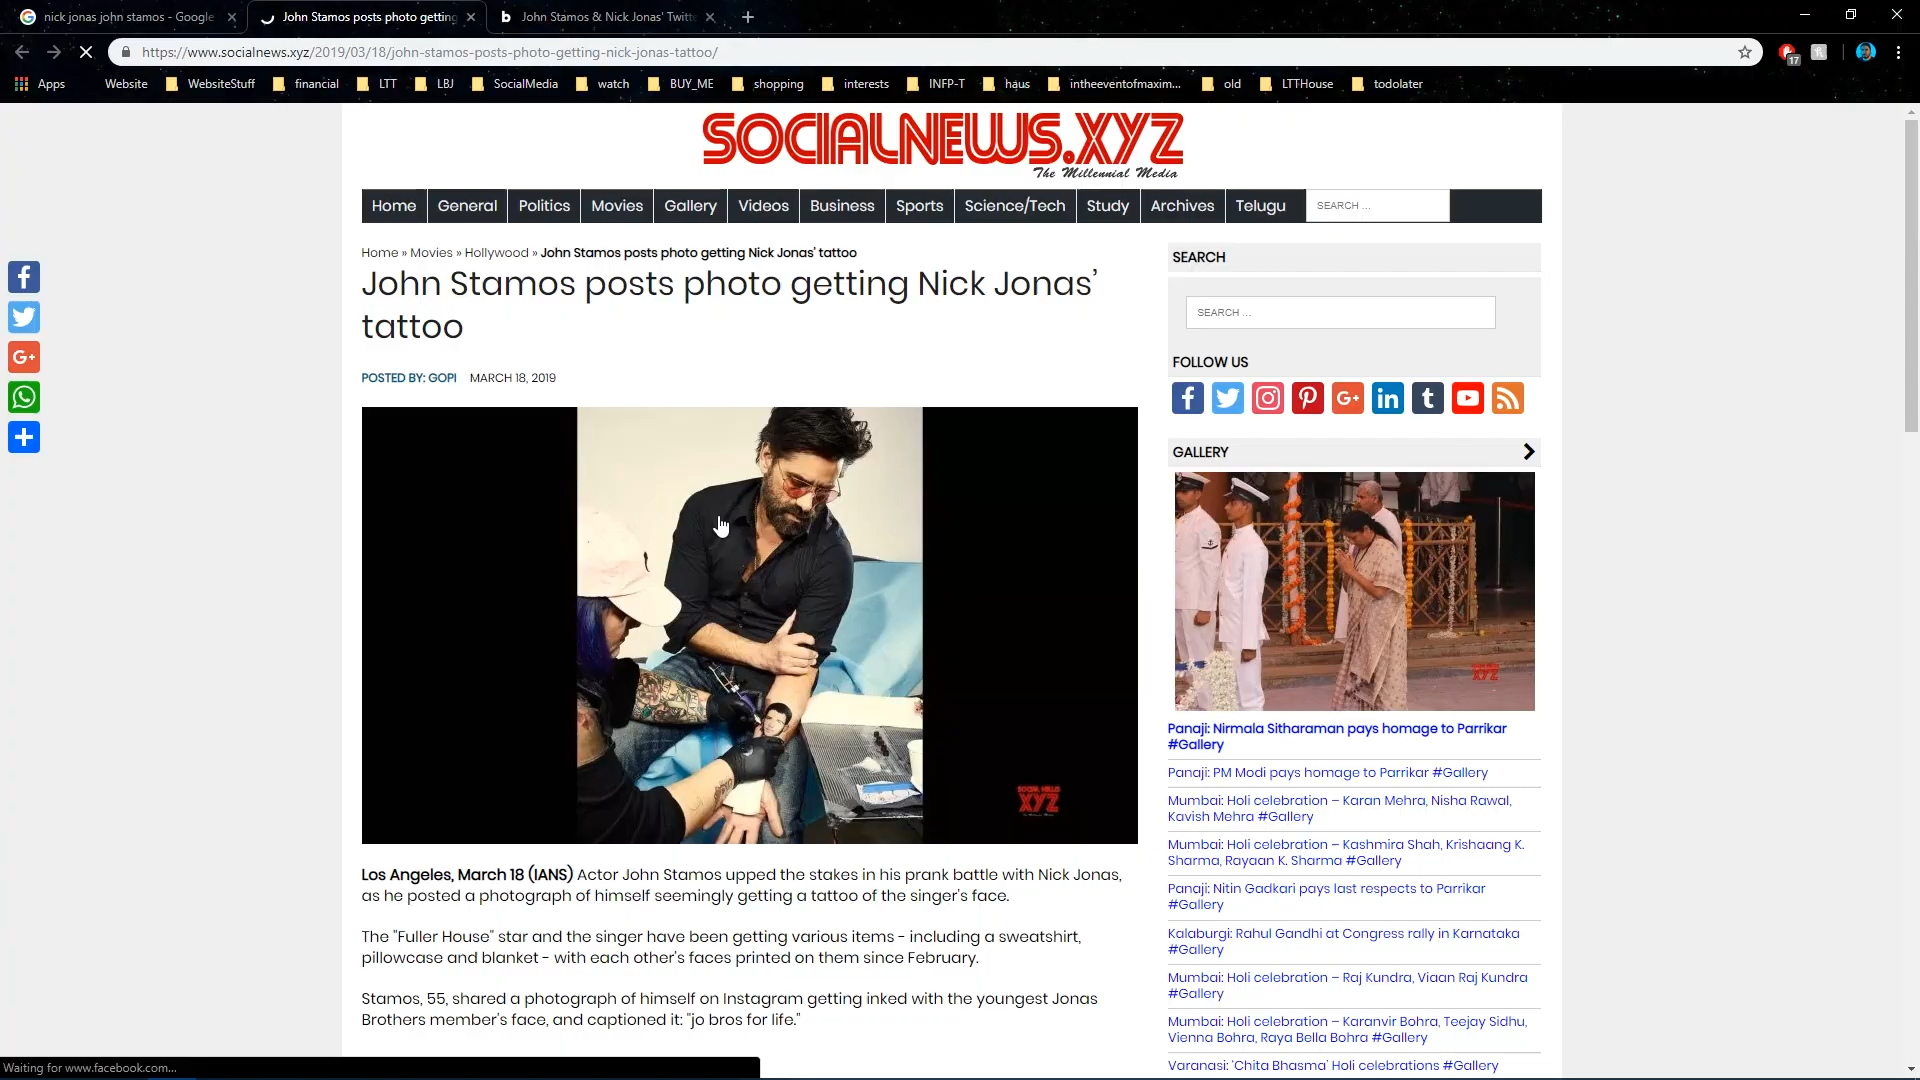 nick jonas john stamos - Google
John Stamos posts photo getting
John Stamos & Nick Jonas' Twitt
https://www.socialnews.xyz/2019/03/18/john-stamos-posts-photo-getting-nick-jonas-tattoo/
17
Apps Website WebsiteStuff financial LTT LBJ SocialMedia watch BUY_ME shopping interests INFP-T haus intheeventofmaxim... old LTTHouse todolater
SOCIALNEWS.XYZ
The Millennial Media
Home General Politics Movies Gallery Videos Business Sports Science/Tech Study Archives Telugu SEARCH ...
Home » Movies » Hollywood » John Stamos posts photo getting Nick Jonas' tattoo
John Stamos posts photo getting Nick Jonas'
tattoo
POSTED BY: GOPI MARCH 18, 2019
SOCIAL NEWS
XYZ
Los Angeles, March 18 (IANS) Actor John Stamos upped the stakes in his prank battle with Nick Jonas,
as he posted a photograph of himself seemingly getting a tattoo of the singer's face.
The "Fuller House" star and the singer have been getting various items - including a sweatshirt,
pillowcase and blanket - with each other's faces printed on them since February.
Stamos, 55, shared a photograph of himself on Instagram getting inked with the youngest Jonas
Brothers member's face, and captioned it: "jo bros for life."
SEARCH
SEARCH ...
FOLLOW US
GALLERY
XYZ
Panaji: Nirmala Sitharaman pays homage to Parrikar
#Gallery
Panaji: PM Modi pays homage to Parrikar #Gallery
Mumbai: Holi celebration – Karan Mehra, Nisha Rawal,
Kavish Mehra #Gallery
Mumbai: Holi celebration – Kashmira Shah, Krishaang K.
Sharma, Rayaan K. Sharma #Gallery
Panaji: Nitin Gadkari pays last respects to Parrikar
#Gallery
Kalaburgi: Rahul Gandhi at Congress rally in Karnataka
#Gallery
Mumbai: Holi celebration – Raj Kundra, Viaan Raj Kundra
#Gallery
Mumbai: Holi celebration – Karanvir Bohra, Teejay Sidhu,
Vienna Bohra, Raya Bella Bohra #Gallery
Varanasi: 'Chita Bhasma' Holi celebrations #Gallery
Waiting for www.facebook.com...